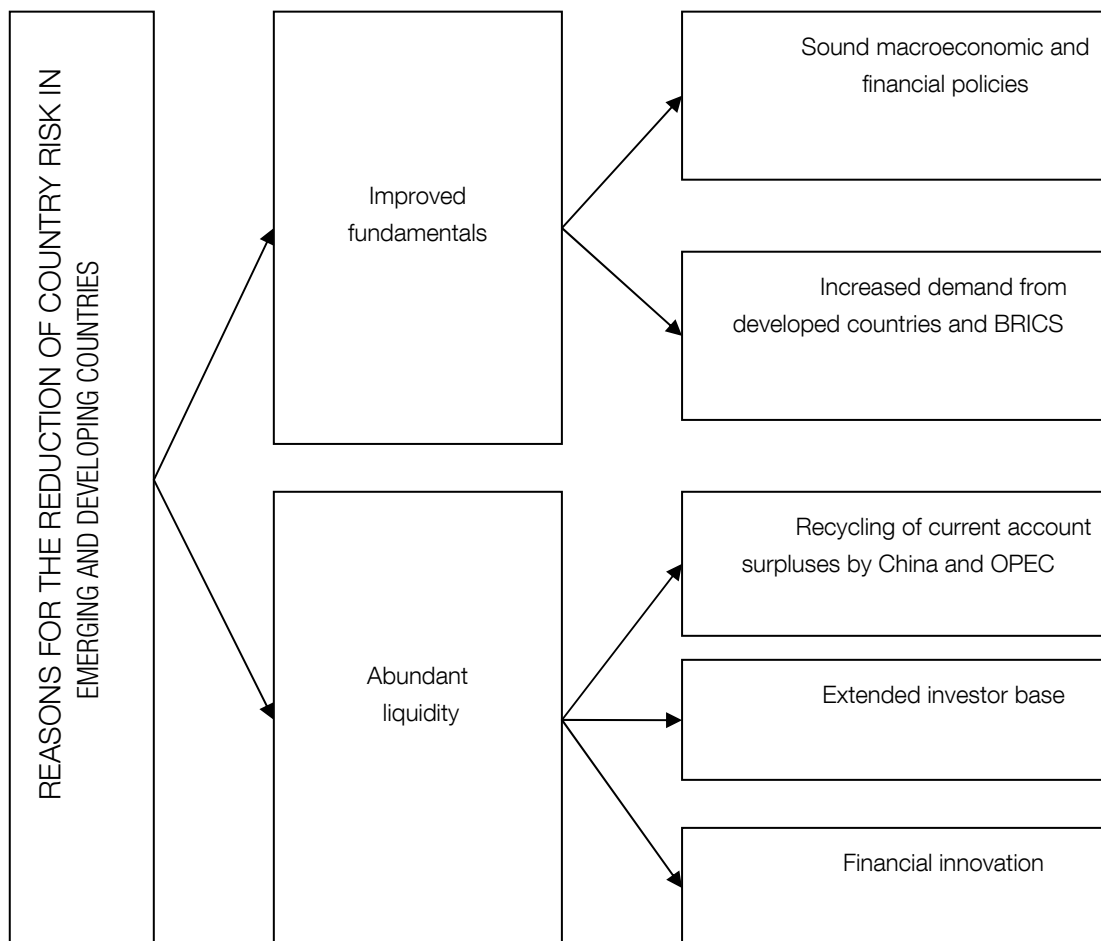 REASONS FOR THE REDUCTION OF COUNTRY RISK IN
EMERGING AND DEVELOPING COUNTRIES
Improved
fundamentals
Sound macroeconomic and
financial policies
Increased demand from
developed countries and BRICS
Abundant
liquidity
Recycling of current account
surpluses by China and OPEC
Extended investor base
Financial innovation